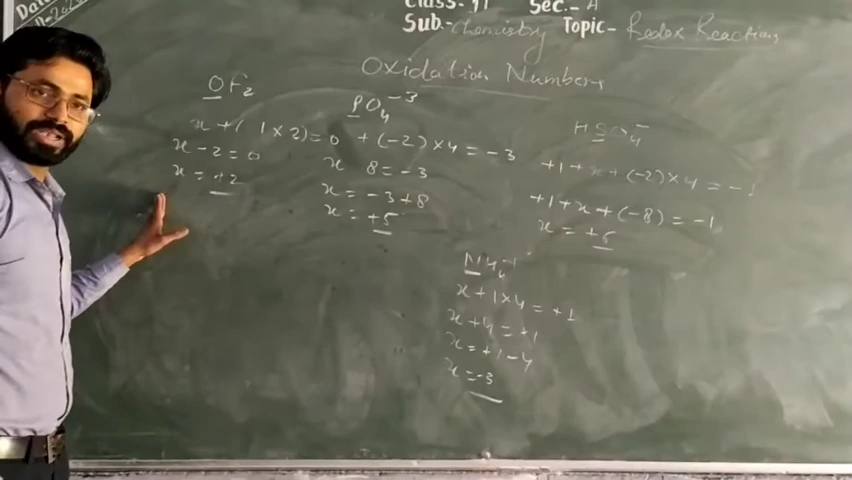 Class- 11 Sec.- A
Sub.- Chemistry Topic- Redox Reactions
Oxidation Numbers
OF₂
x + ( 1 × 2) = 0
x - 2 = 0
x = +2
PO₄⁻³
+ (-2) × 4 = -3
x 8 = -3
x = -3 + 8
x = +5
HSO₄⁻
+1 + x + (-2) × 4 = -1
+1 + x + (-8) = -1
x = +6
NH₄⁺
x + 1 × 4 = +1
x + 4 = +1
x = +1 - 4
x = -3